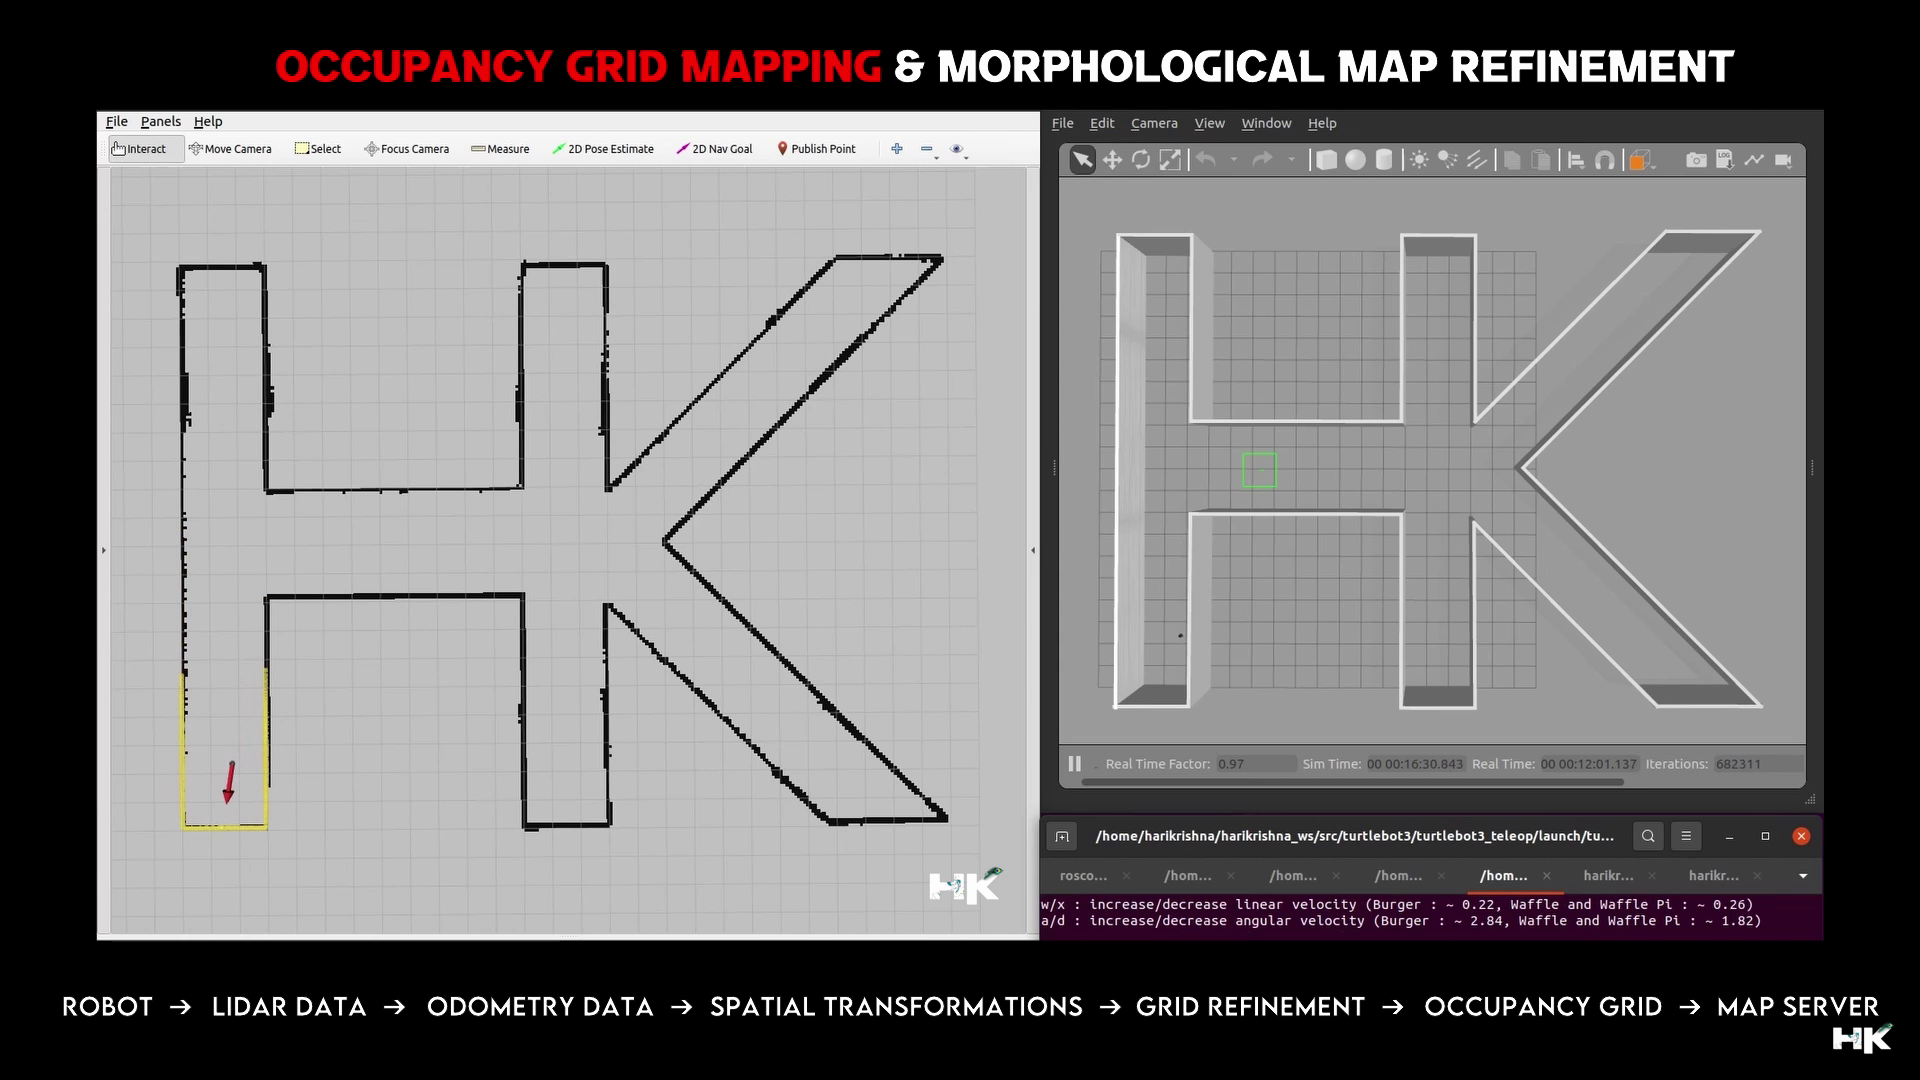 OCCUPANCY GRID MAPPING & MORPHOLOGICAL MAP REFINEMENT
File Panels Help
Interact Move Camera Select Focus Camera Measure 2D Pose Estimate 2D Nav Goal Publish Point
HK
File Edit Camera View Window Help
LOG
Real Time Factor: 0.97 Sim Time: 00 00:16:30.843 Real Time: 00 00:12:01.137 Iterations: 682311
/home/harikrishna/harikrishna_ws/src/turtlebot3/turtlebot3_teleop/launch/tu...
rosco... /hom... /hom... /hom... /hom... harikr... harikr...
w/x : increase/decrease linear velocity (Burger : ~ 0.22, Waffle and Waffle Pi : ~ 0.26)
a/d : increase/decrease angular velocity (Burger : ~ 2.84, Waffle and Waffle Pi : ~ 1.82)
ROBOT → LIDAR DATA → ODOMETRY DATA → SPATIAL TRANSFORMATIONS → GRID REFINEMENT → OCCUPANCY GRID → MAP SERVER
HK